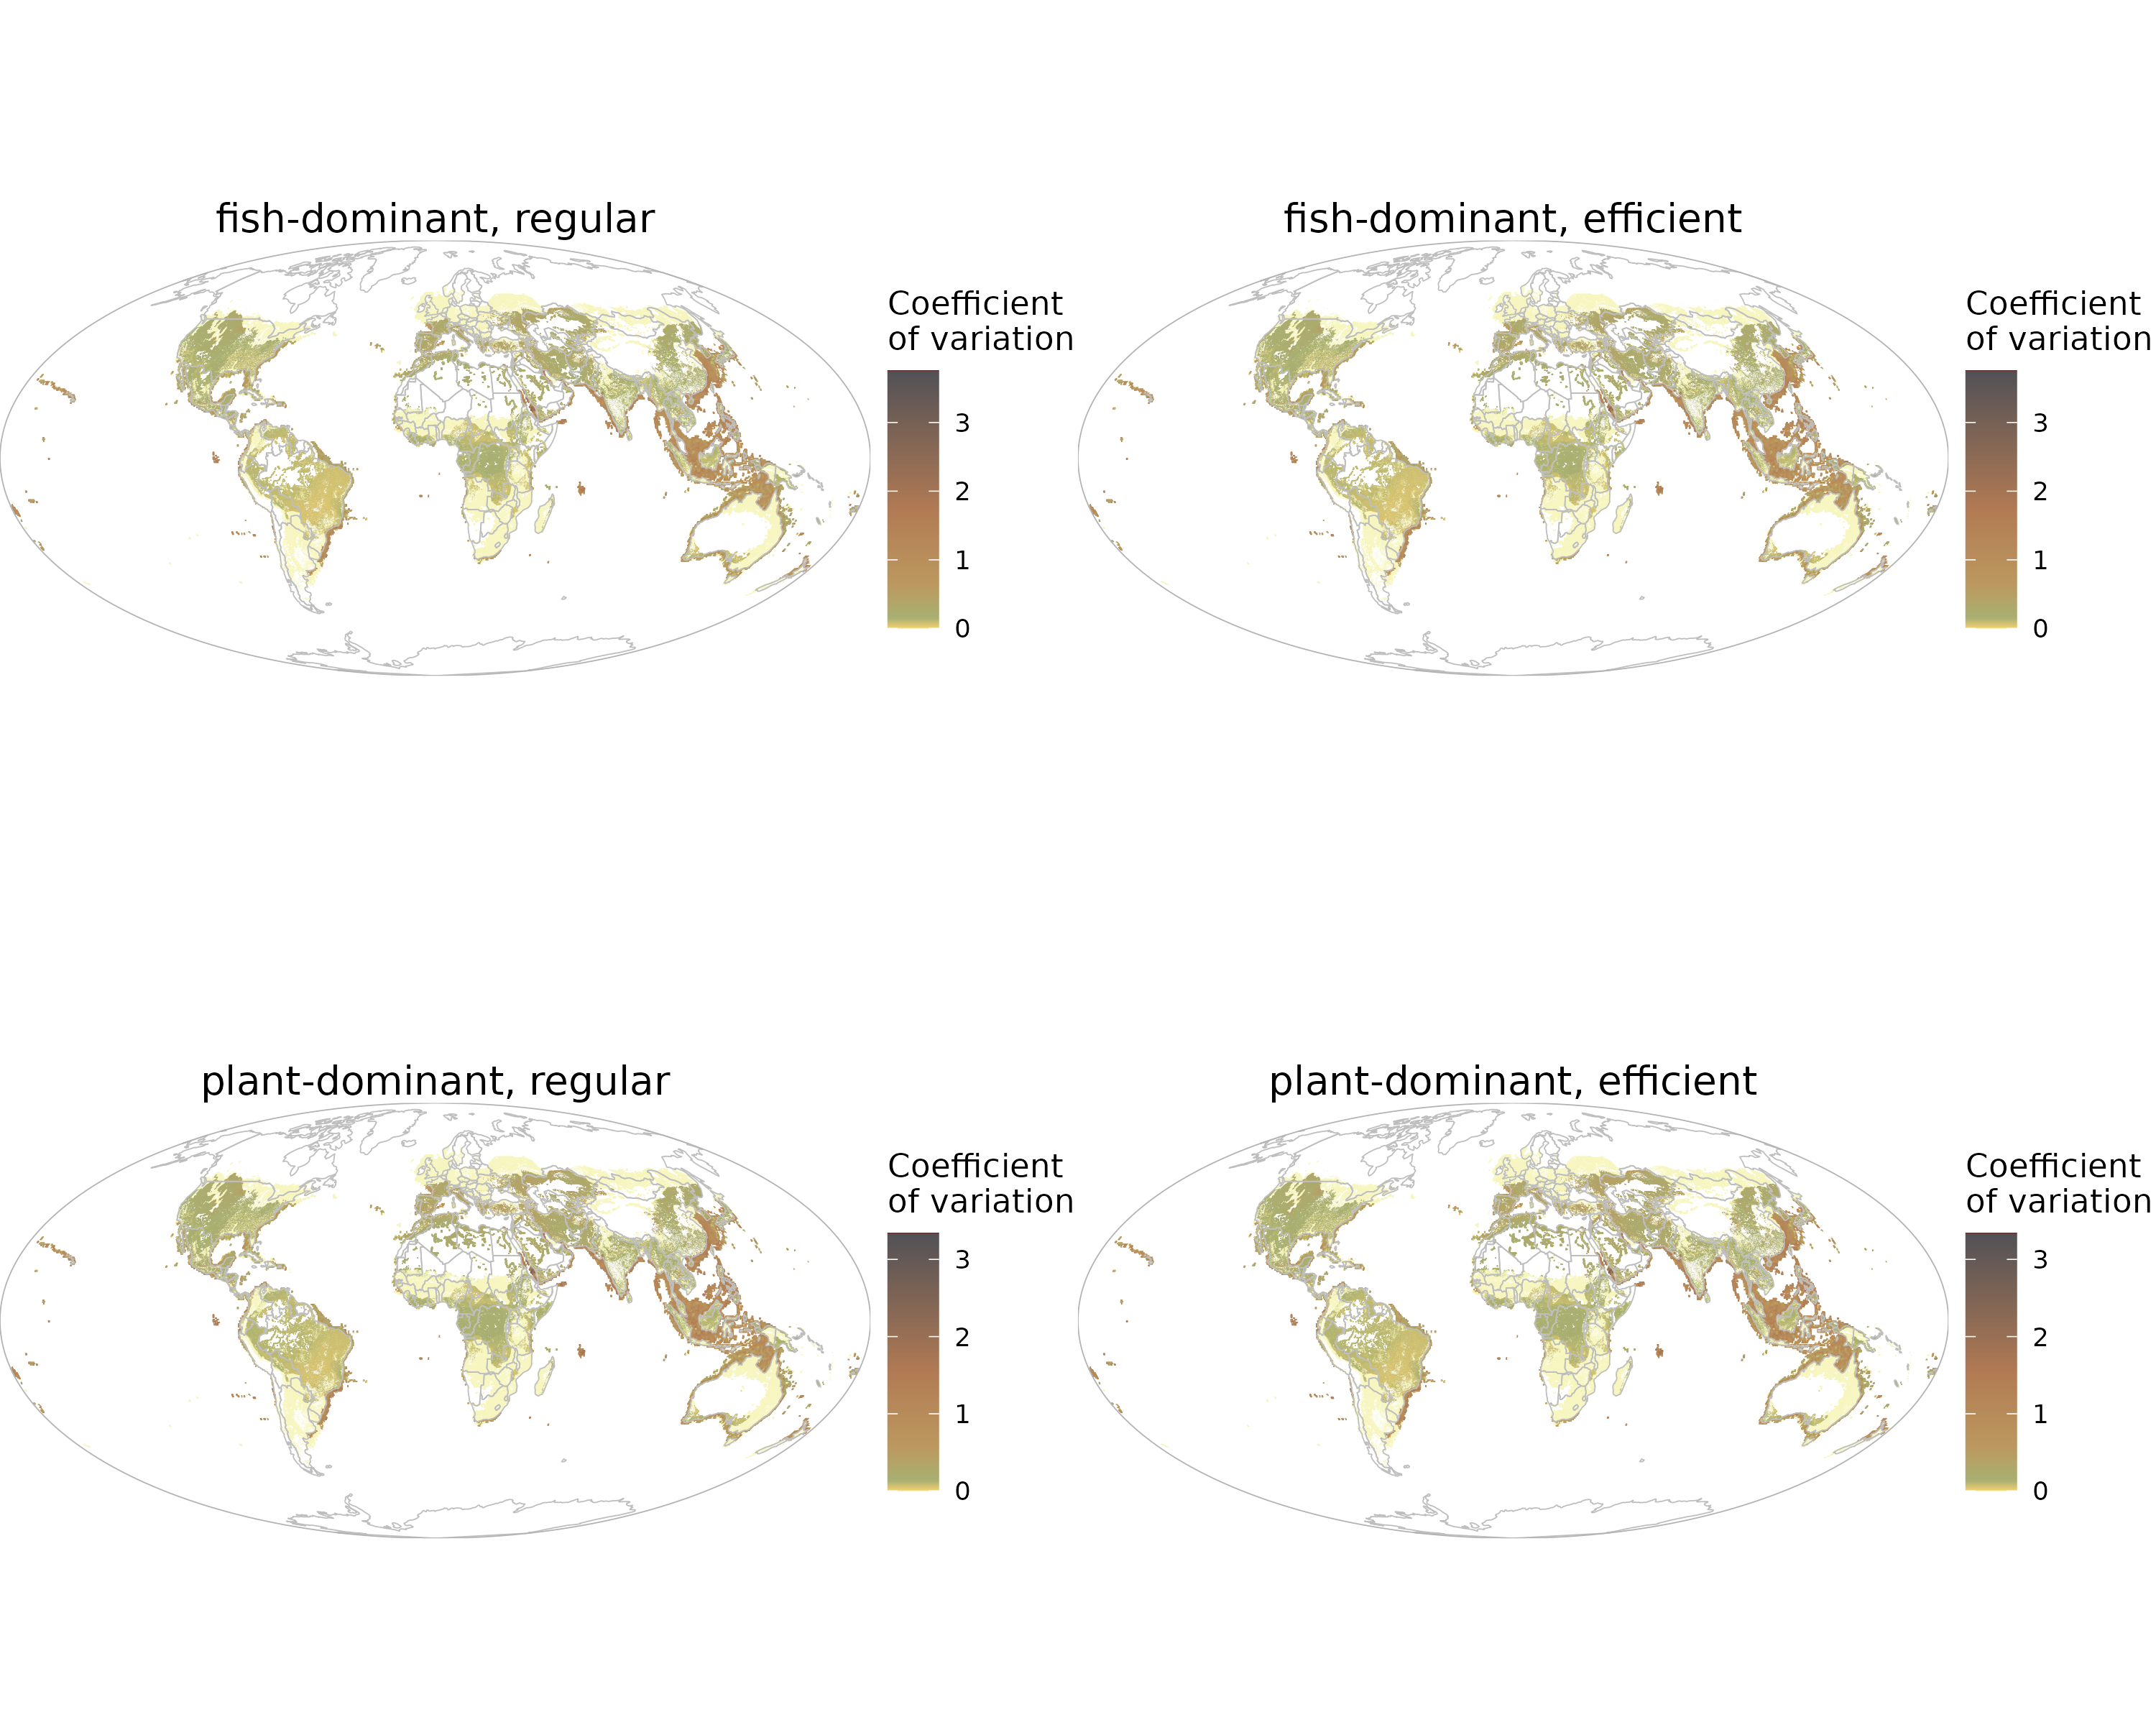 fish-dominant, regular
Coefficient
of variation
3
2
1
0
fish-dominant, efficient
Coefficient
of variation
3
2
1
0
plant-dominant, regular
Coefficient
of variation
3
2
1
0
plant-dominant, efficient
Coefficient
of variation
3
2
1
0